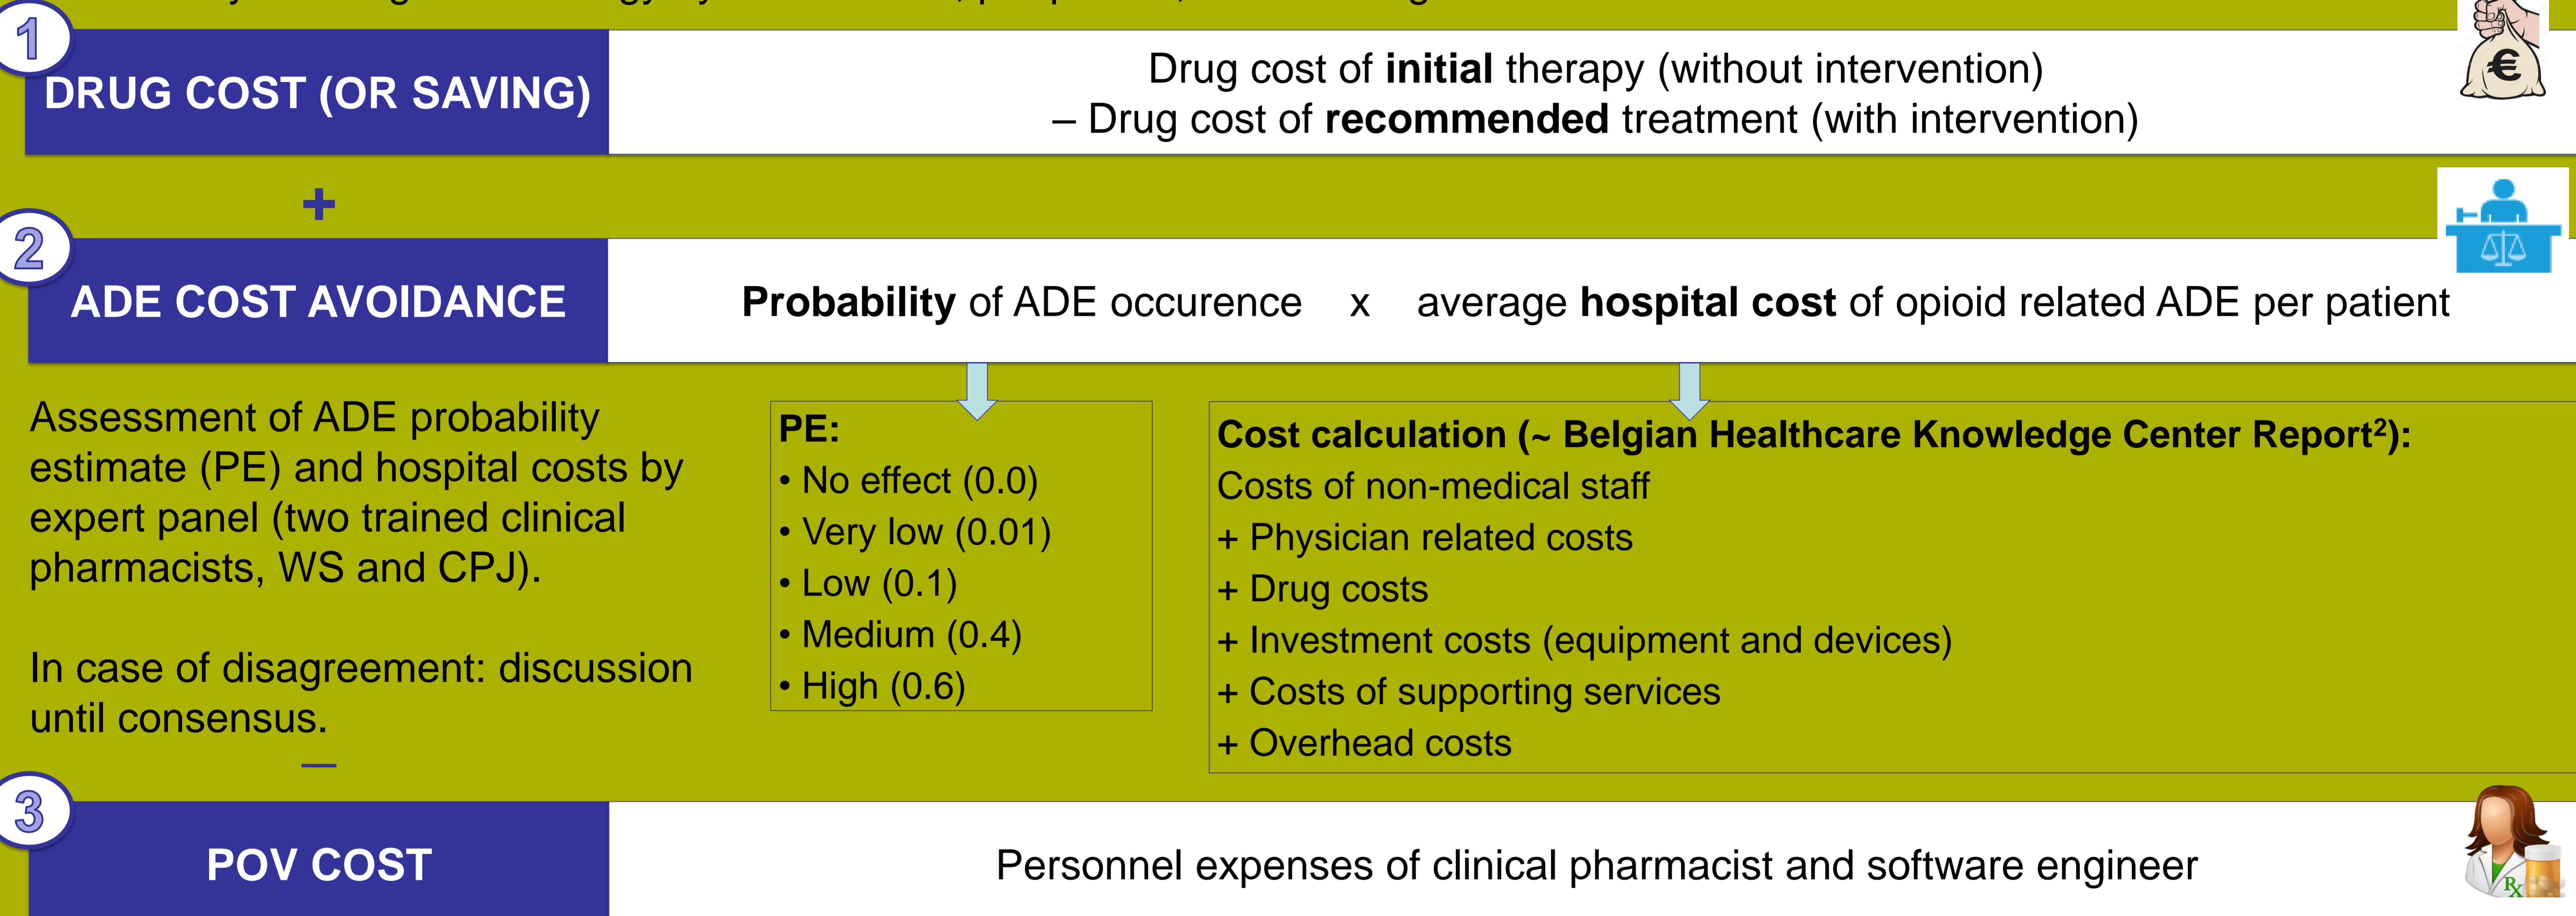 1
DRUG COST (OR SAVING)
Drug cost of initial therapy (without intervention)
– Drug cost of recommended treatment (with intervention)
€
+
2
ADE COST AVOIDANCE
Probability of ADE occurence x average hospital cost of opioid related ADE per patient
Assessment of ADE probability
estimate (PE) and hospital costs by
expert panel (two trained clinical
pharmacists, WS and CPJ).
In case of disagreement: discussion
until consensus.
PE:
• No effect (0.0)
• Very low (0.01)
• Low (0.1)
• Medium (0.4)
• High (0.6)
Cost calculation (~ Belgian Healthcare Knowledge Center Report²):
Costs of non-medical staff
+ Physician related costs
+ Drug costs
+ Investment costs (equipment and devices)
+ Costs of supporting services
+ Overhead costs
–
3
POV COST
Personnel expenses of clinical pharmacist and software engineer
Rx